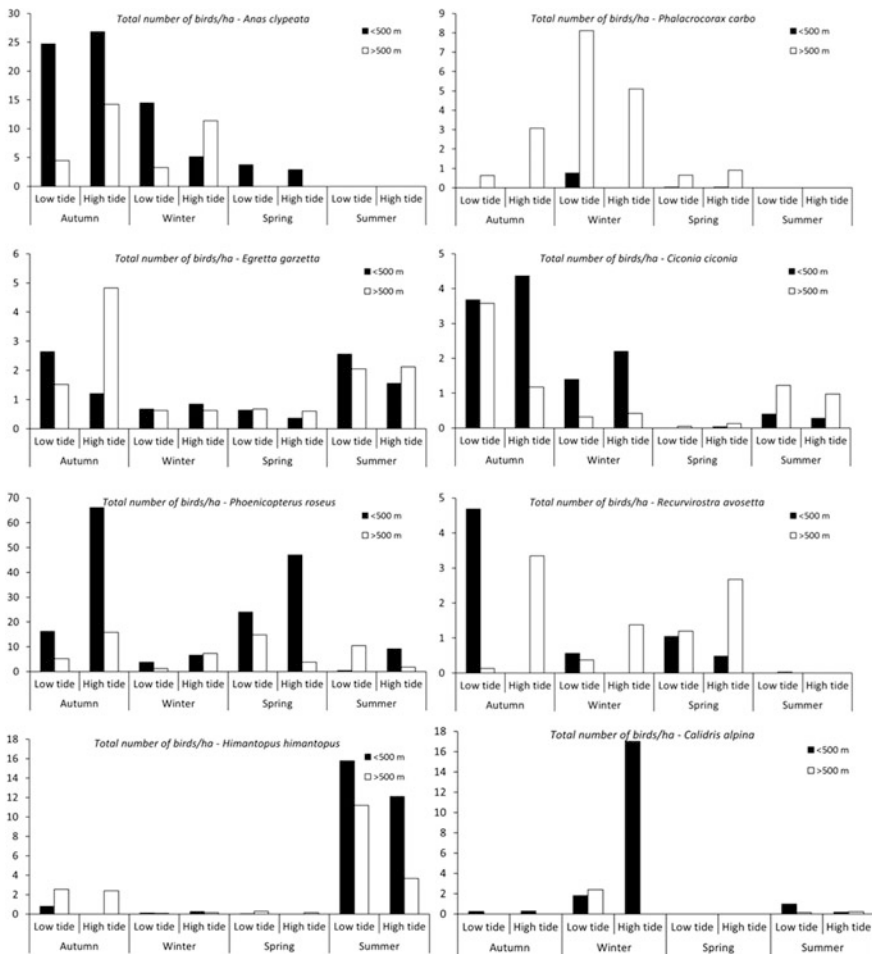 Total number of birds/ha - Anas clypeata
<500 m
>500 m
30
25
20
15
10
5
0
Low tide High tide Low tide High tide Low tide High tide Low tide High tide
Autumn Winter Spring Summer
Total number of birds/ha - Phalacrocorax carbo
<500 m
>500 m
9
8
7
6
5
4
3
2
1
0
Low tide High tide Low tide High tide Low tide High tide Low tide High tide
Autumn Winter Spring Summer
Total number of birds/ha - Egretta garzetta
<500 m
>500 m
6
5
4
3
2
1
0
Low tide High tide Low tide High tide Low tide High tide Low tide High tide
Autumn Winter Spring Summer
Total number of birds/ha - Ciconia ciconia
<500 m
>500 m
5
4
3
2
1
0
Low tide High tide Low tide High tide Low tide High tide Low tide High tide
Autumn Winter Spring Summer
Total number of birds/ha - Phoenicopterus roseus
<500 m
>500 m
70
60
50
40
30
20
10
0
Low tide High tide Low tide High tide Low tide High tide Low tide High tide
Autumn Winter Spring Summer
Total number of birds/ha - Recurvirostra avosetta
<500 m
>500 m
5
4
3
2
1
0
Low tide High tide Low tide High tide Low tide High tide Low tide High tide
Autumn Winter Spring Summer
Total number of birds/ha - Himantopus himantopus
<500 m
>500 m
18
16
14
12
10
8
6
4
2
0
Low tide High tide Low tide High tide Low tide High tide Low tide High tide
Autumn Winter Spring Summer
Total number of birds/ha - Calidris alpina
<500 m
>500 m
18
16
14
12
10
8
6
4
2
0
Low tide High tide Low tide High tide Low tide High tide Low tide High tide
Autumn Winter Spring Summer